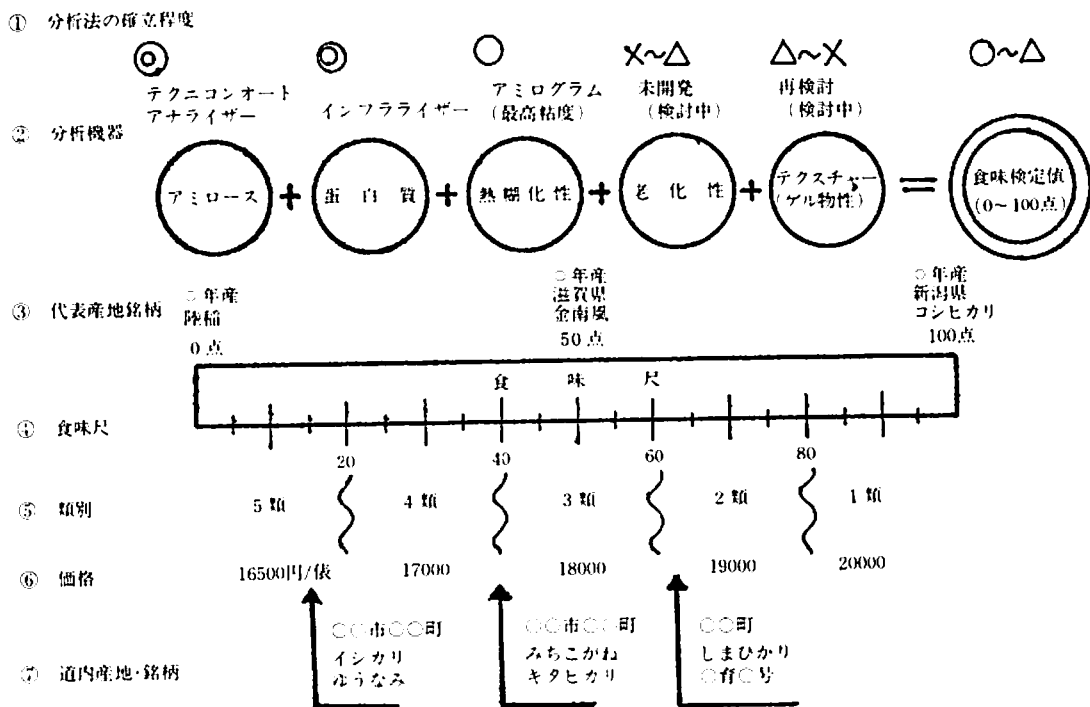 ① 分析法の確立程度
◎ ◎ ○ ×～△ △～× ○～△
② 分析機器
テクニコンオート
アナライザー
インフラライザー
アミログラム
(最高粘度)
未開発
(検討中)
再検討
(検討中)
アミロース + 蛋白質 + 熱糊化性 + 老化性 + テクスチャー
(ゲル物性)
= 食味検定値
(0～100点)
③ 代表産地銘柄
○年産
陸稲
0点
○年産
滋賀県
金南風
50点
○年産
新潟県
コシヒカリ
100点
食味尺
④ 食味尺
20 40 60 80
⑤ 類別 5類 4類 3類 2類 1類
⑥ 価格 16500円/俵 17000 18000 19000 20000
⑦ 道内産地・銘柄
○○市○○町
イシカリ
ゆうなみ
○○市○○町
みちこがね
キタヒカリ
○○町
しまひかり
○育○号